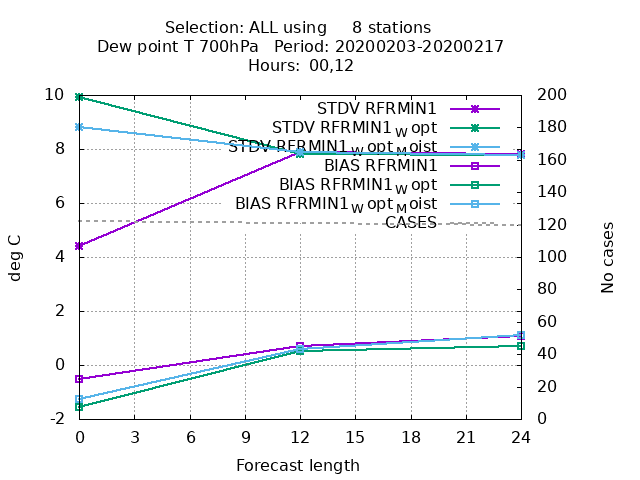 Selection: ALL using     8 stations
Dew point T 700hPa   Period: 20200203-20200217
Hours: 00,12
deg C
10
8
6
4
2
0
-2
STDV RFRMIN1
STDV RFRMIN1_W opt
STDV RFRMIN1_W opt_M oist
BIAS RFRMIN1
BIAS RFRMIN1_W opt
BIAS RFRMIN1_W opt_M oist
CASES
200
180
160
140
120
100
80
60
40
20
0
No cases
0 3 6 9 12 15 18 21 24
Forecast length